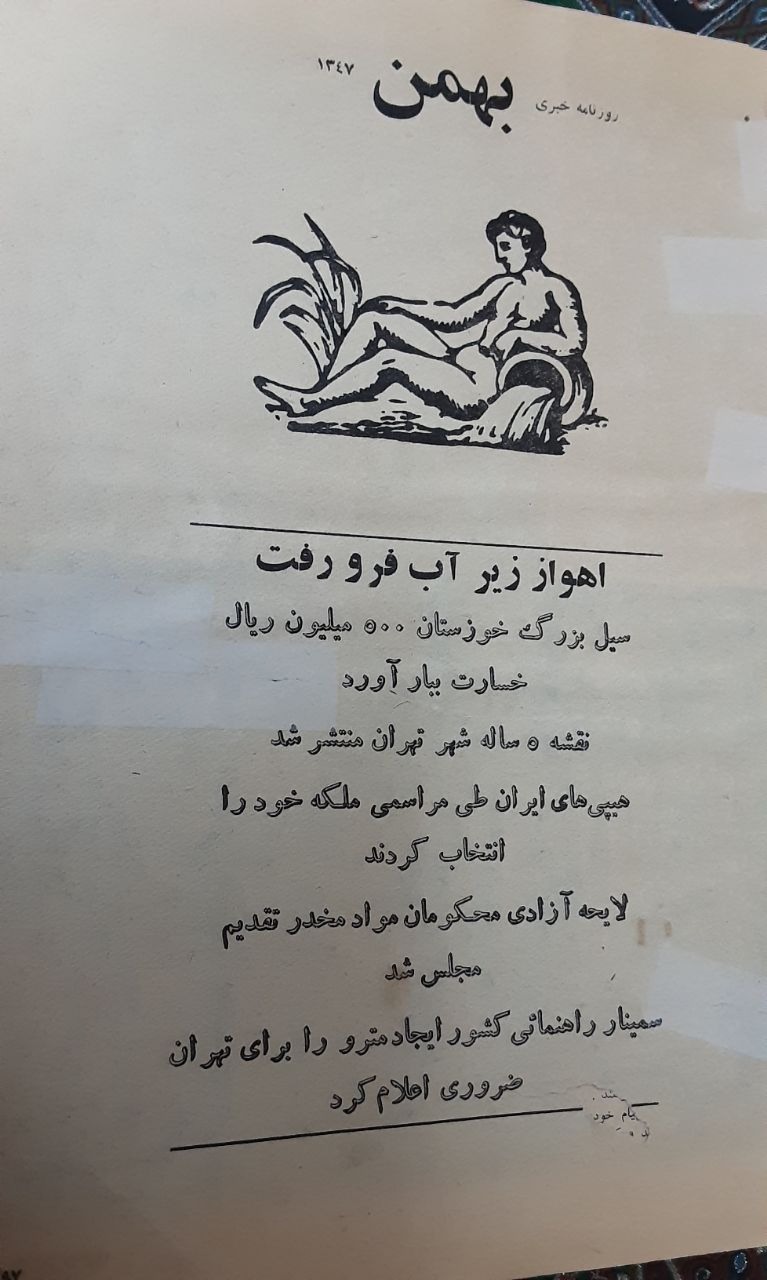 روزنامه خبری بهمن ۱۳٤۷
اهواز زیر آب فرو رفت
سیل بزرگ خوزستان ۵۰۰ میلیون ریال
خسارت ببار آورد
نقشه ۵ ساله شهر تهران منتشر شد
هیپی‌های ایران طی مراسمی ملکه خود را
انتخاب کردند
لایحه آزادی محکومان مواد مخدر تقدیم
مجلس شد
سمینار راهنمائی کشور ایجاد مترو را برای تهران
ضروری اعلام کرد
خود